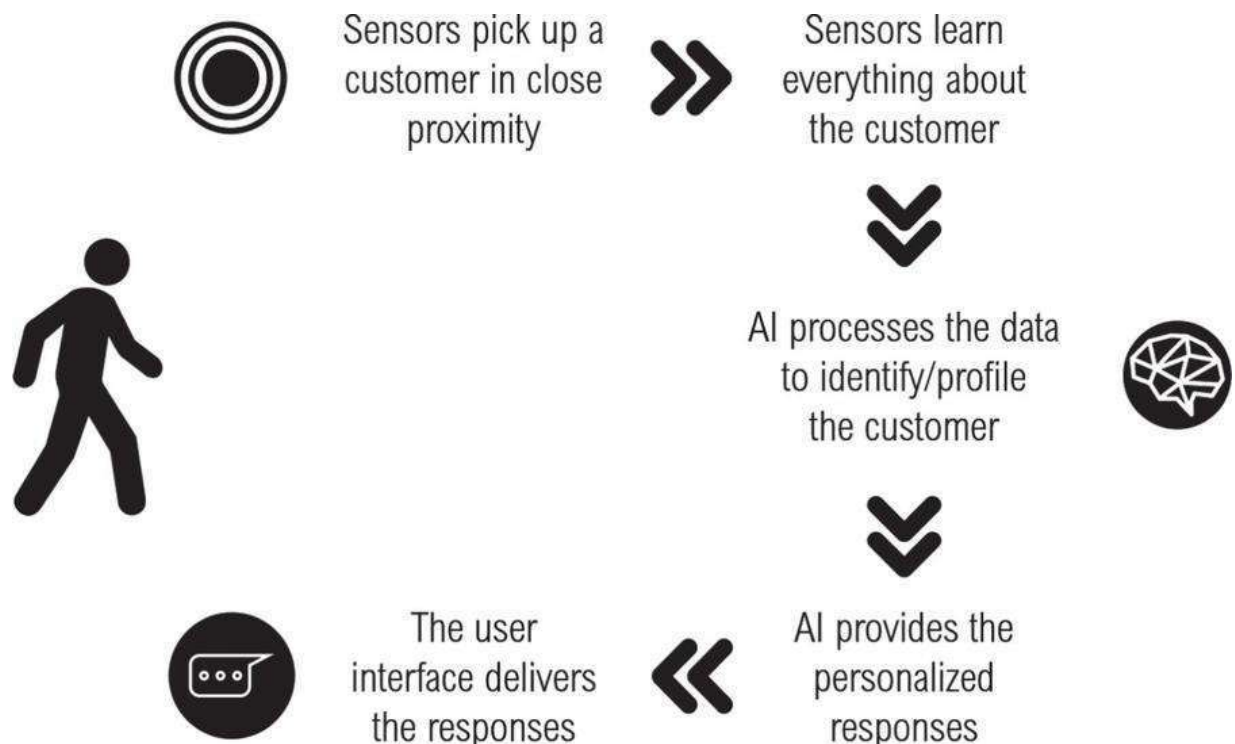 Sensors pick up a
customer in close
proximity
Sensors learn
everything about
the customer
AI processes the data
to identify/profile
the customer
AI provides the
personalized
responses
The user
interface delivers
the responses